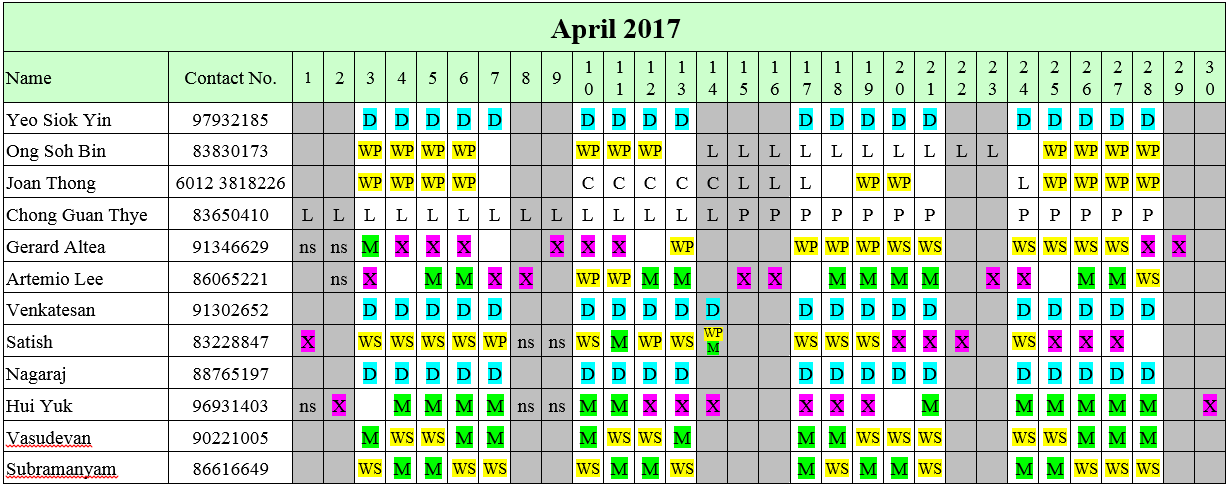 April 2017
Name Contact No. 1 2 3 4 5 6 7 8 9 10 11 12 13 14 15 16 17 18 19 20 21 22 23 24 25 26 27 28 29 30
Yeo Siok Yin 97932185 D D D D D D D D D D D D D D D D D D D
Ong Soh Bin 83830173 WP WP WP WP WP WP WP L L L L L L L L L L WP WP WP WP
Joan Thong 6012 3818226 WP WP WP WP C C C C C L L L WP WP L WP WP WP WP
Chong Guan Thye 83650410 L L L L L L L L L L L L L L P P P P P P P P P P P P
Gerard Altea 91346629 ns ns M X X X X X X WP WP WP WP WS WS WS WS WS WS X X
Artemio Lee 86065221 ns X M M X X WP WP M M X X M M M M X X M M WS
Venkatesan 91302652 D D D D D D D D D D D D D D D D D D D D
Satish 83228847 X WS WS WS WS WP ns ns WS M WP WS WP M WS WS WS X X X WS X X X
Nagaraj 88765197 D D D D D D D D D D D D D D D D D D D
Hui Yuk 96931403 ns X M M M M ns ns M M X X X X X X M M M M M M X
Vasudevan 90221005 M WS WS M M M WS WS M M M WS WS WS WS WS M M M
Subramanyam 86616649 WS M M WS WS WS M M WS M WS M M WS M M WS WS WS